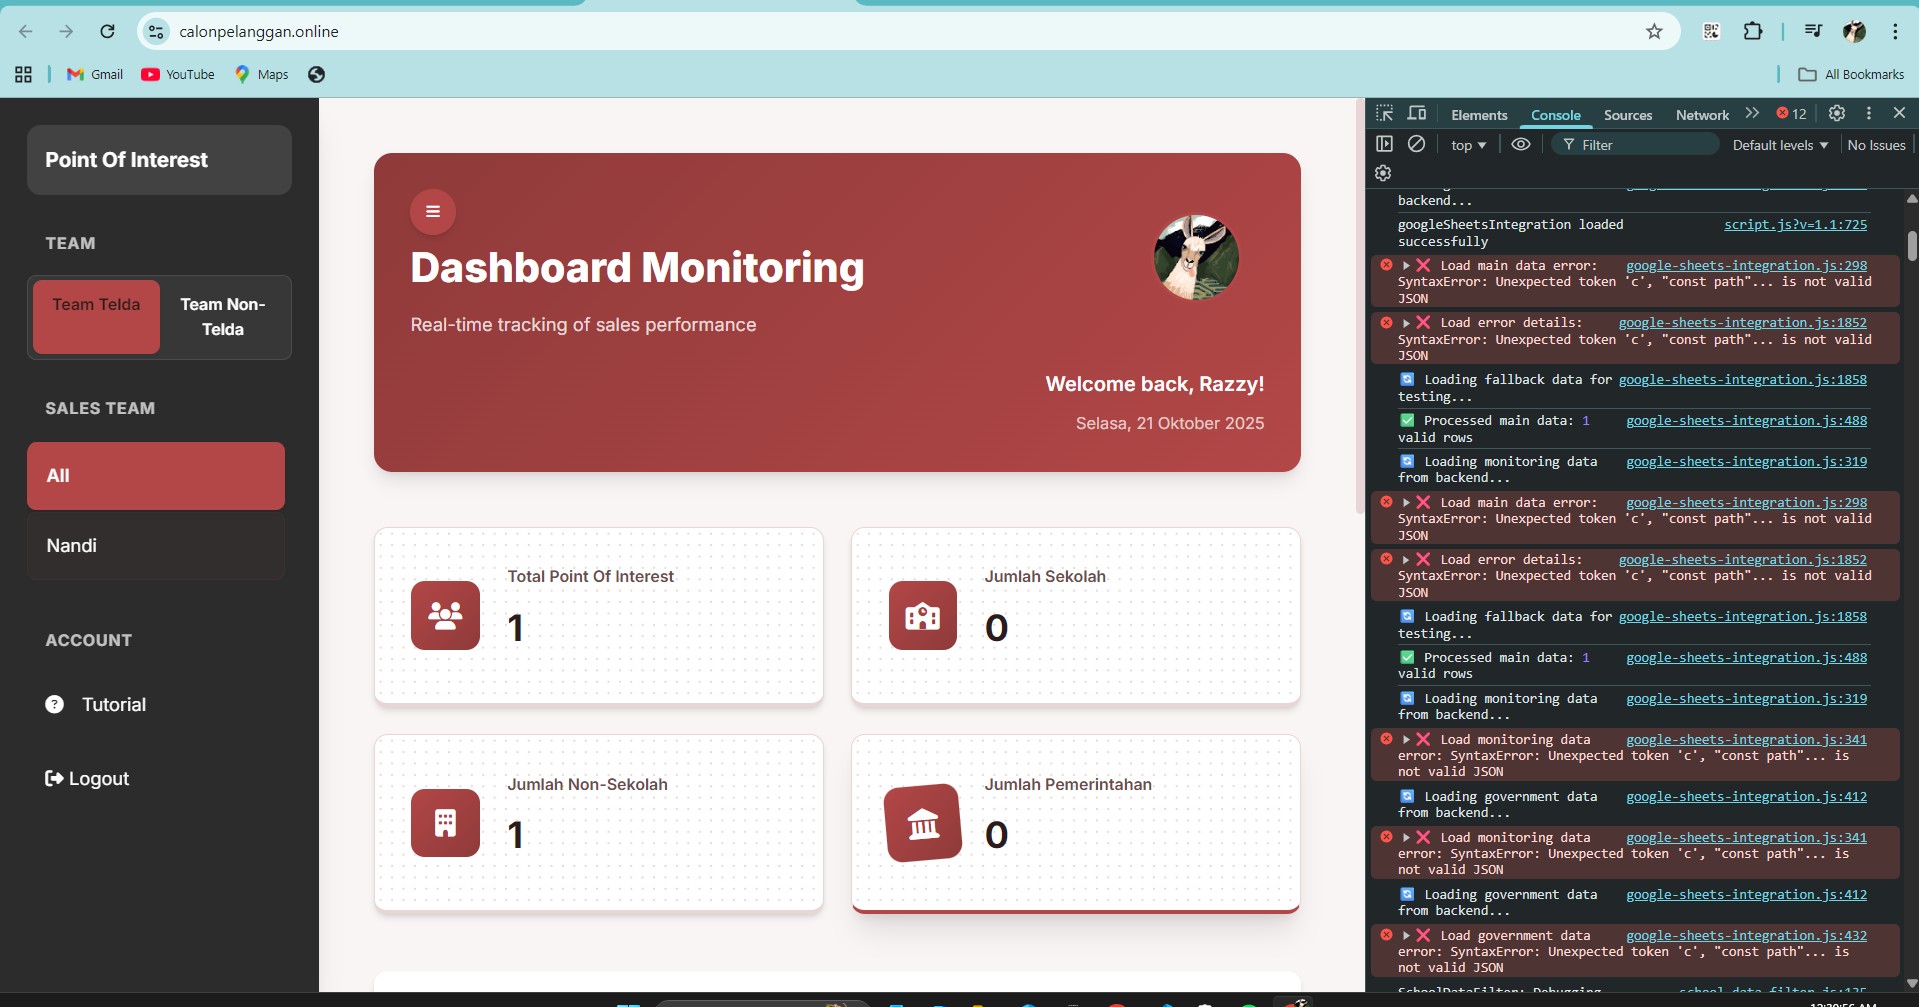 calonpelanggan.online
Gmail
YouTube
Maps
All Bookmarks
Point Of Interest
TEAM
Team Telda
Team Non-
Telda
SALES TEAM
All
Nandi
ACCOUNT
Tutorial
Logout
Dashboard Monitoring
Real-time tracking of sales performance
Welcome back, Razzy!
Selasa, 21 Oktober 2025
Total Point Of Interest
1
Jumlah Sekolah
0
Jumlah Non-Sekolah
1
Jumlah Pemerintahan
0
Elements
Console
Sources
Network
12
top
Filter
Default levels
No Issues
backend...
googleSheetsIntegration loaded script.js?v=1.1:725
successfully
Load main data error: google-sheets-integration.js:298
SyntaxError: Unexpected token 'c', "const path"... is not valid
JSON
Load error details: google-sheets-integration.js:1852
SyntaxError: Unexpected token 'c', "const path"... is not valid
JSON
Loading fallback data for google-sheets-integration.js:1858
testing...
Processed main data: 1 google-sheets-integration.js:488
valid rows
Loading monitoring data google-sheets-integration.js:319
from backend...
Load main data error: google-sheets-integration.js:298
SyntaxError: Unexpected token 'c', "const path"... is not valid
JSON
Load error details: google-sheets-integration.js:1852
SyntaxError: Unexpected token 'c', "const path"... is not valid
JSON
Loading fallback data for google-sheets-integration.js:1858
testing...
Processed main data: 1 google-sheets-integration.js:488
valid rows
Loading monitoring data google-sheets-integration.js:319
from backend...
Load monitoring data google-sheets-integration.js:341
error: SyntaxError: Unexpected token 'c', "const path"... is
not valid JSON
Loading government data google-sheets-integration.js:412
from backend...
Load monitoring data google-sheets-integration.js:341
error: SyntaxError: Unexpected token 'c', "const path"... is
not valid JSON
Loading government data google-sheets-integration.js:412
from backend...
Load government data google-sheets-integration.js:432
error: SyntaxError: Unexpected token 'c', "const path"... is
not valid JSON